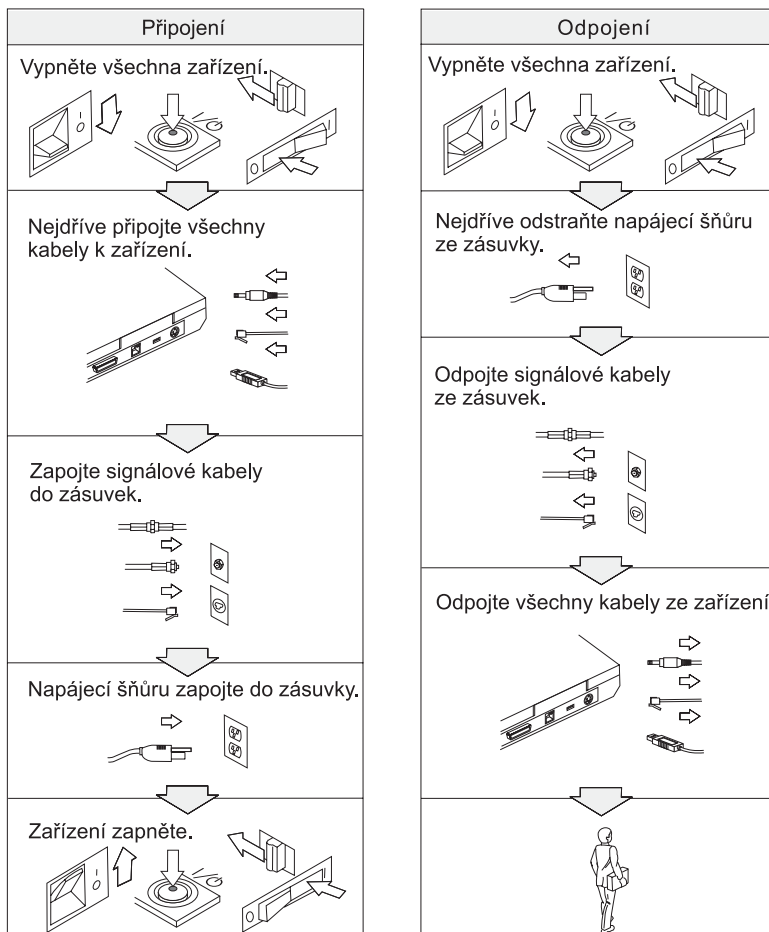 Připojení
Vypněte všechna zařízení.
Nejdříve připojte všechny
kabely k zařízení.
Zapojte signálové kabely
do zásuvek.
Napájecí šňůru zapojte do zásuvky.
Zařízení zapněte.
Odpojení
Vypněte všechna zařízení.
Nejdříve odstraňte napájecí šňůru
ze zásuvky.
Odpojte signálové kabely
ze zásuvek.
Odpojte všechny kabely ze zařízení